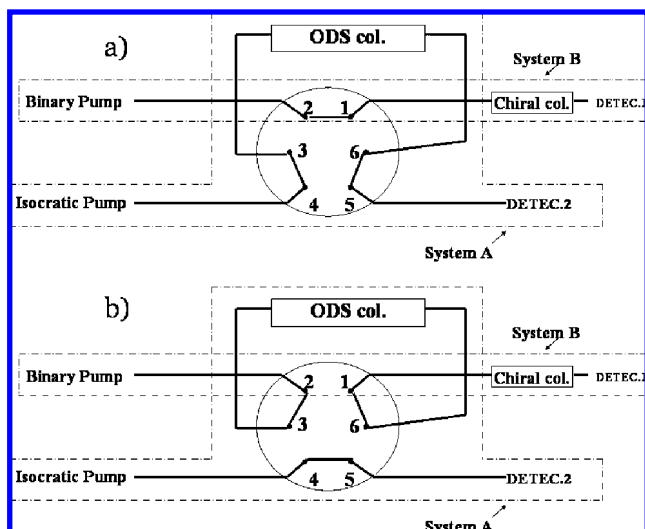 a)
ODS col.
System B
Binary Pump
2
1
Chiral col.
DETEC.
3
6
Isocratic Pump
4
5
DETEC.2
System A
b)
ODS col.
System B
Binary Pump
2
1
Chiral col.
DETEC.
3
6
4
5
Isocratic Pump
DETEC.2
System A